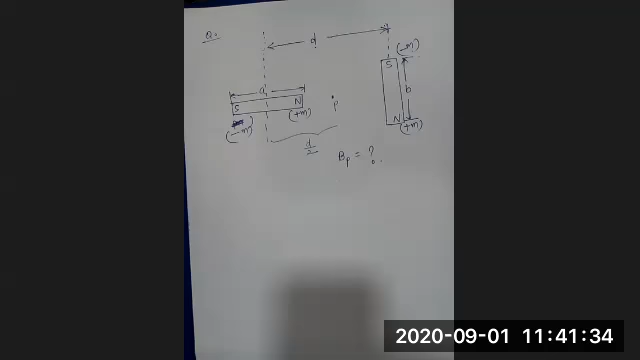 Q.
d
(-m)
S
a
b
S
N
P
(+m)
(-m)
N
(+m)
d/2
Bp = ?
2020-09-01 11:41:34